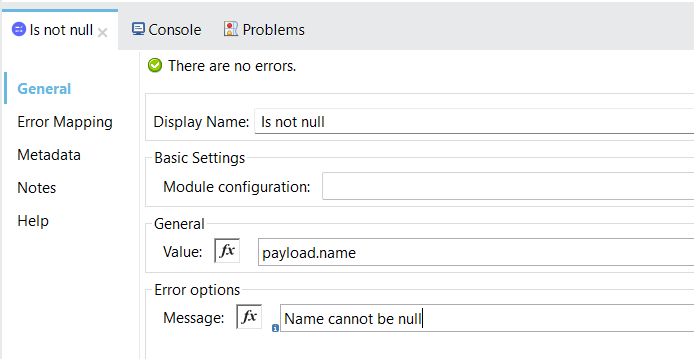 Is not null Console Problems
There are no errors.
General
Error Mapping
Metadata
Notes
Help
Display Name: Is not null
Basic Settings
Module configuration:
General
Value: fx payload.name
Error options
Message: fx Name cannot be null